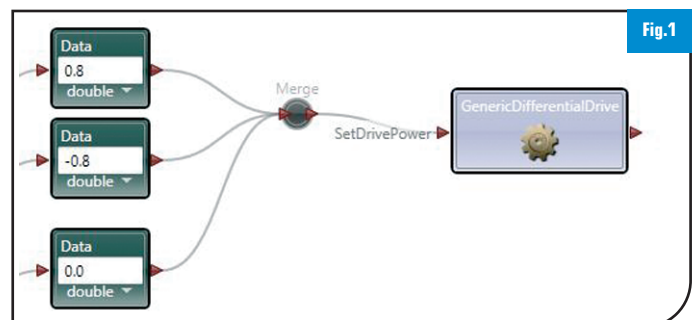 Fig.1
Data
0.8
double
Merge
GenericDifferentialDrive
SetDrivePower
Data
-0.8
double
Data
0.0
double